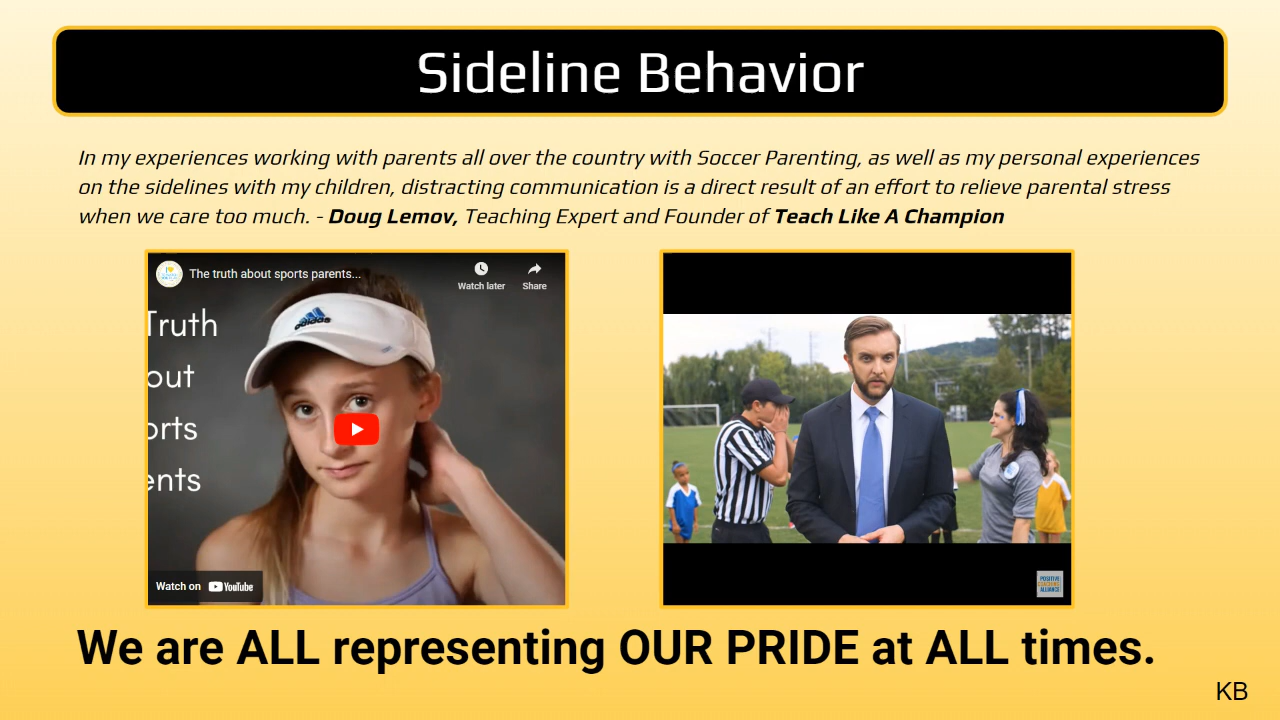 Sideline Behavior
In my experiences working with parents all over the country with Soccer Parenting, as well as my personal experiences
on the sidelines with my children, distracting communication is a direct result of an effort to relieve parental stress
when we care too much. - Doug Lemov, Teaching Expert and Founder of Teach Like A Champion
The truth about sports parents...
Watch later
Share
Truth
out
orts
ents
adidas
Watch on YouTube
POSITIVE
COACHING
ALLIANCE
We are ALL representing OUR PRIDE at ALL times.
KB